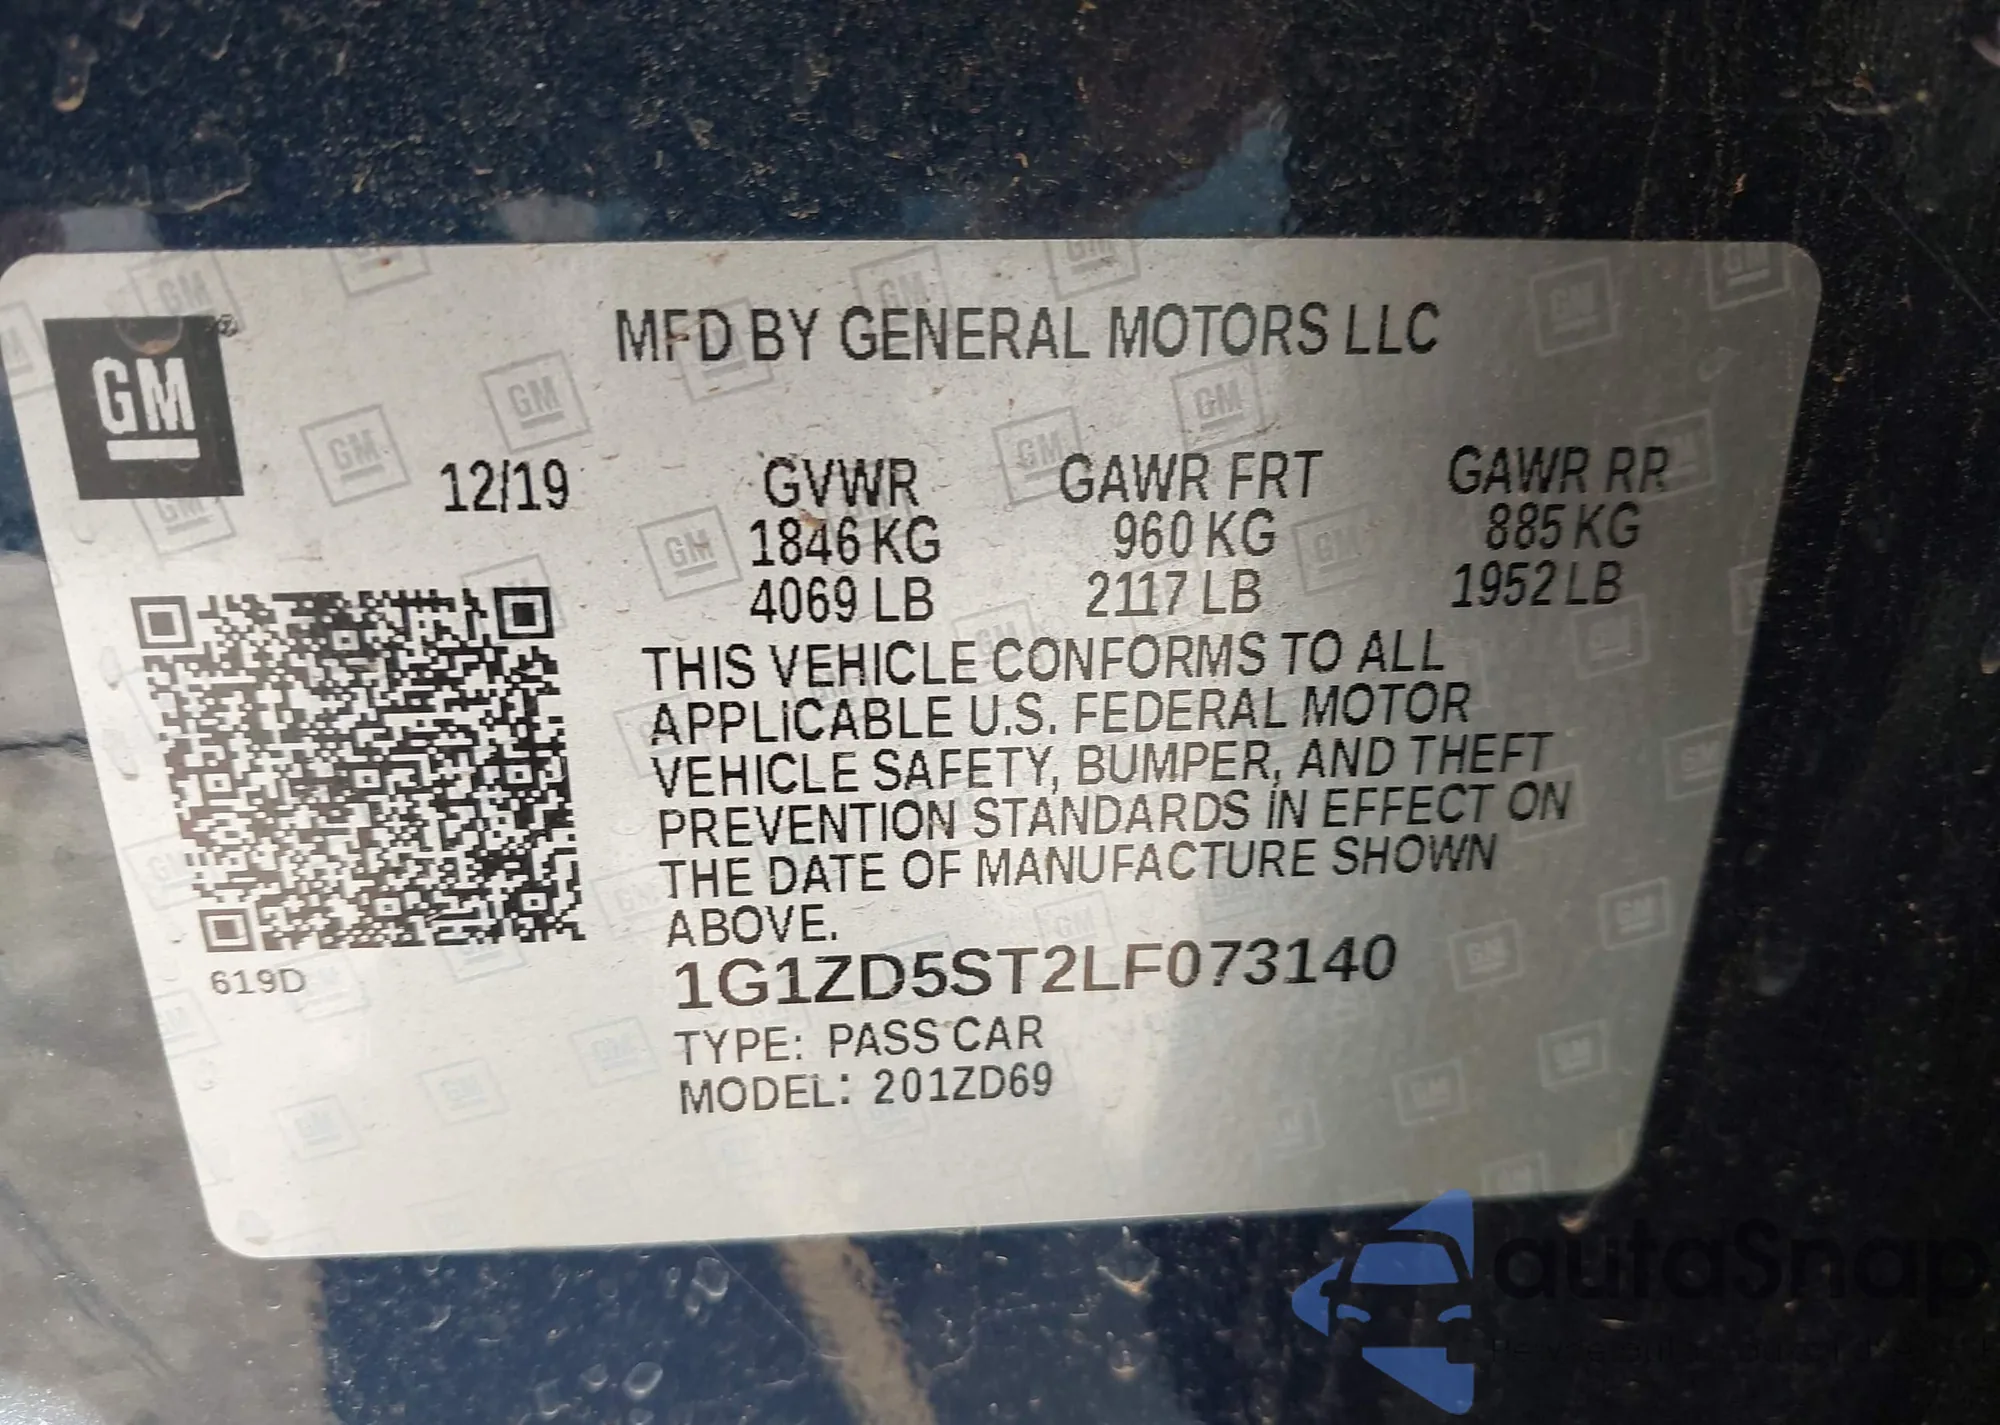 MFD BY GENERAL MOTORS LLC
GM
12/19 GVWR GAWR FRT GAWR RR
1846 KG 960 KG 885 KG
4069 LB 2117 LB 1952 LB
THIS VEHICLE CONFORMS TO ALL
APPLICABLE U.S. FEDERAL MOTOR
VEHICLE SAFETY, BUMPER, AND THEFT
PREVENTION STANDARDS IN EFFECT ON
THE DATE OF MANUFACTURE SHOWN
ABOVE.
619D
1G1ZD5ST2LF073140
TYPE: PASS CAR
MODEL: 201ZD69
autaSnap